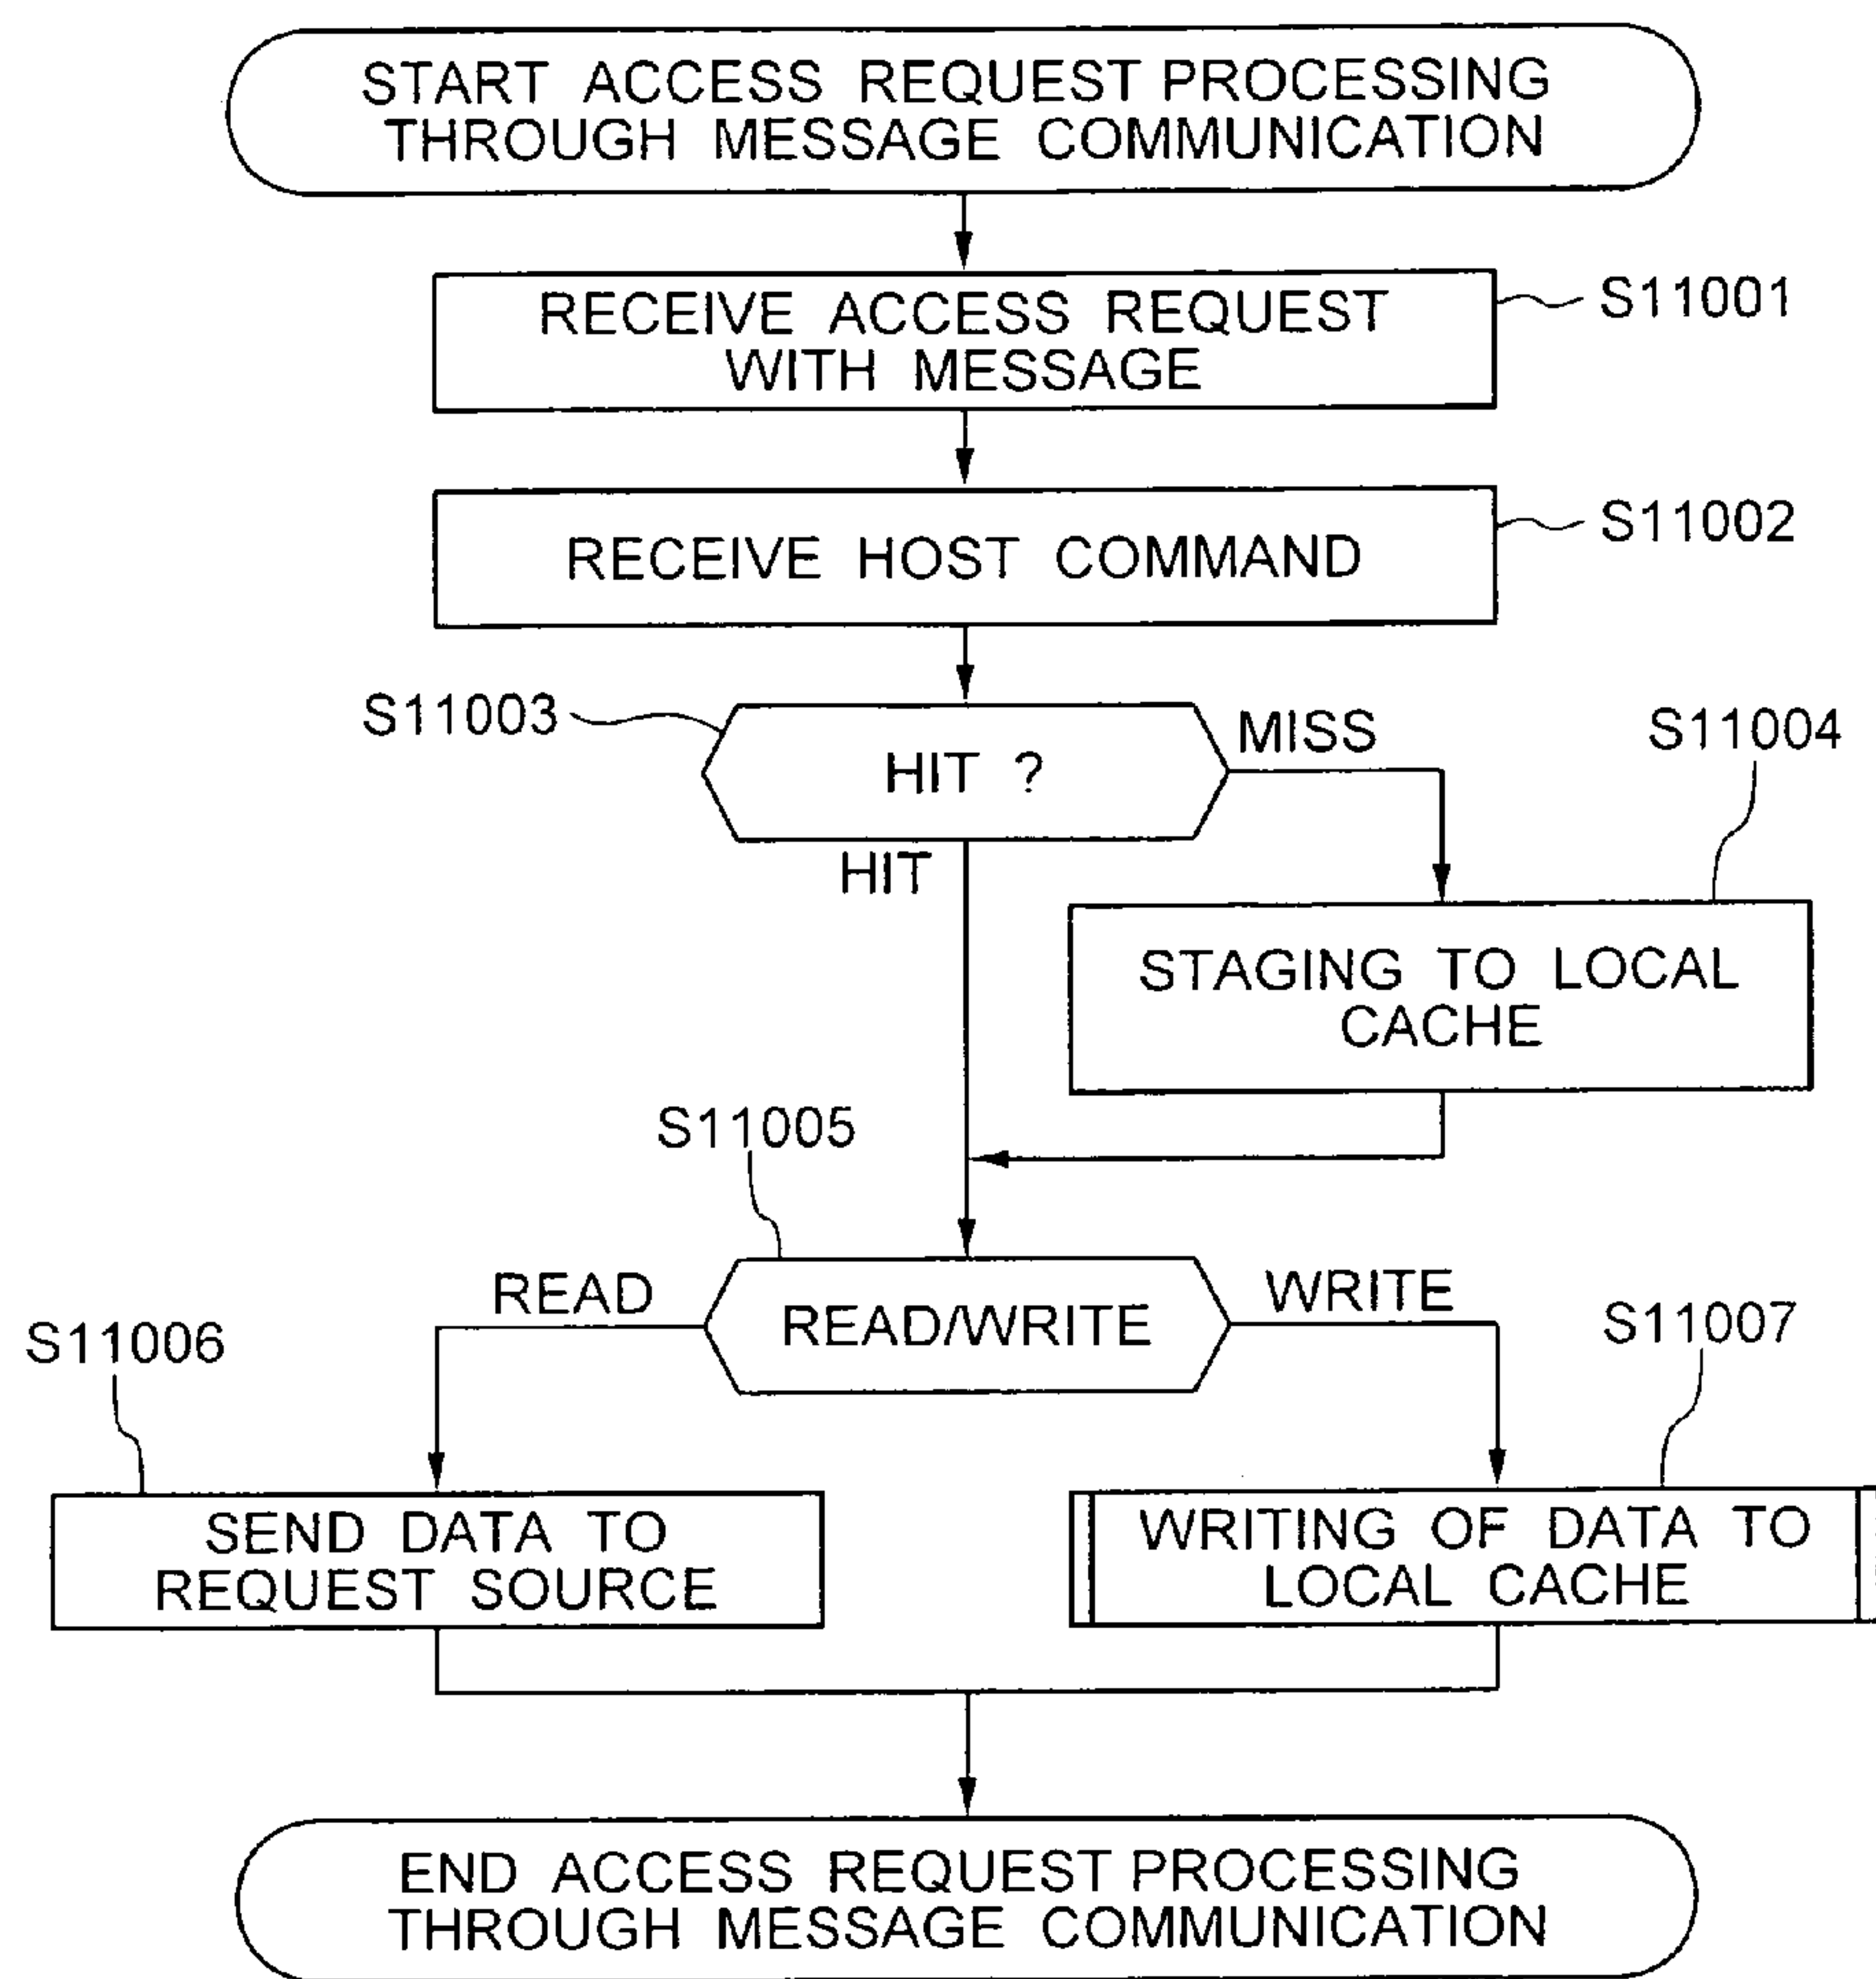 START ACCESS REQUEST PROCESSING
THROUGH MESSAGE COMMUNICATION
RECEIVE ACCESS REQUEST
WITH MESSAGE
S11001
RECEIVE HOST COMMAND
S11002
S11003
HIT ?
MISS
S11004
HIT
STAGING TO LOCAL
CACHE
S11005
READ
READ/WRITE
WRITE
S11006
S11007
SEND DATA TO
REQUEST SOURCE
WRITING OF DATA TO
LOCAL CACHE
END ACCESS REQUEST PROCESSING
THROUGH MESSAGE COMMUNICATION